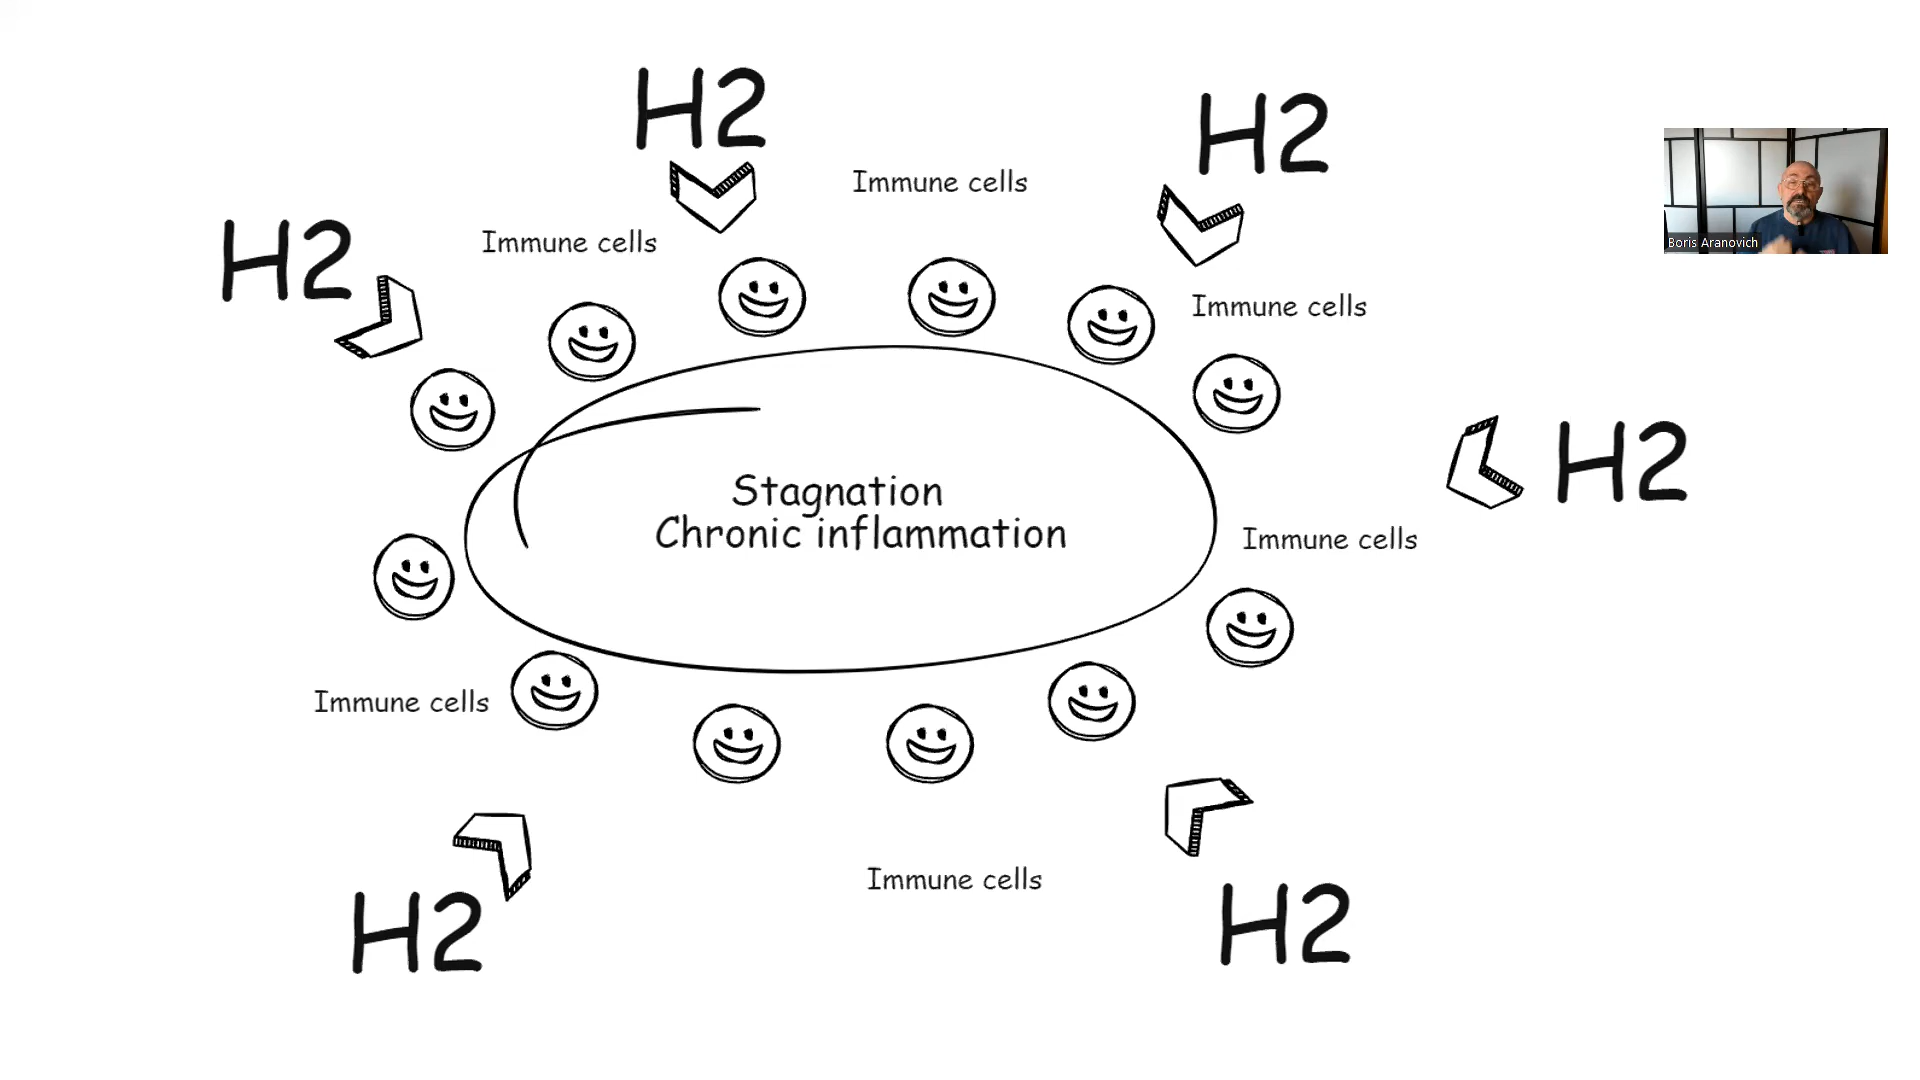 H2
H2
Immune cells
H2
Immune cells
Boris Aranovich
Immune cells
H2
Stagnation
Chronic inflammation
Immune cells
Immune cells
Immune cells
H2
H2